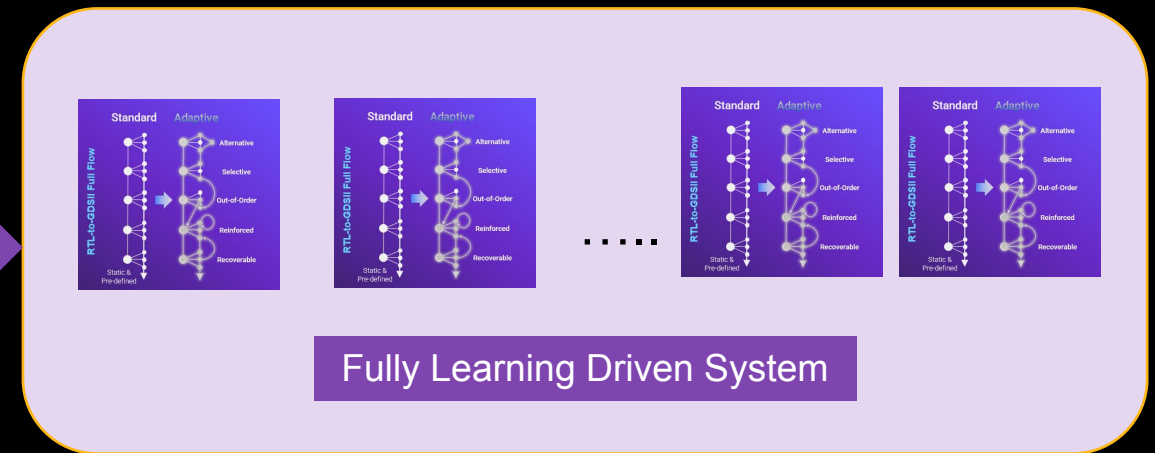 Standard Adaptive
RTL-to-GDSII Full Flow
Alternative
Selective
Out-of-Order
Reinforced
Recoverable
Static &
Pre-defined
Standard Adaptive
RTL-to-GDSII Full Flow
Alternative
Selective
Out-of-Order
Reinforced
Recoverable
Static &
Pre-defined
......
Standard Adaptive
RTL-to-GDSII Full Flow
Alternative
Selective
Out-of-Order
Reinforced
Recoverable
Static &
Pre-defined
Standard Adaptive
RTL-to-GDSII Full Flow
Alternative
Selective
Out-of-Order
Reinforced
Recoverable
Static &
Pre-defined
Fully Learning Driven System